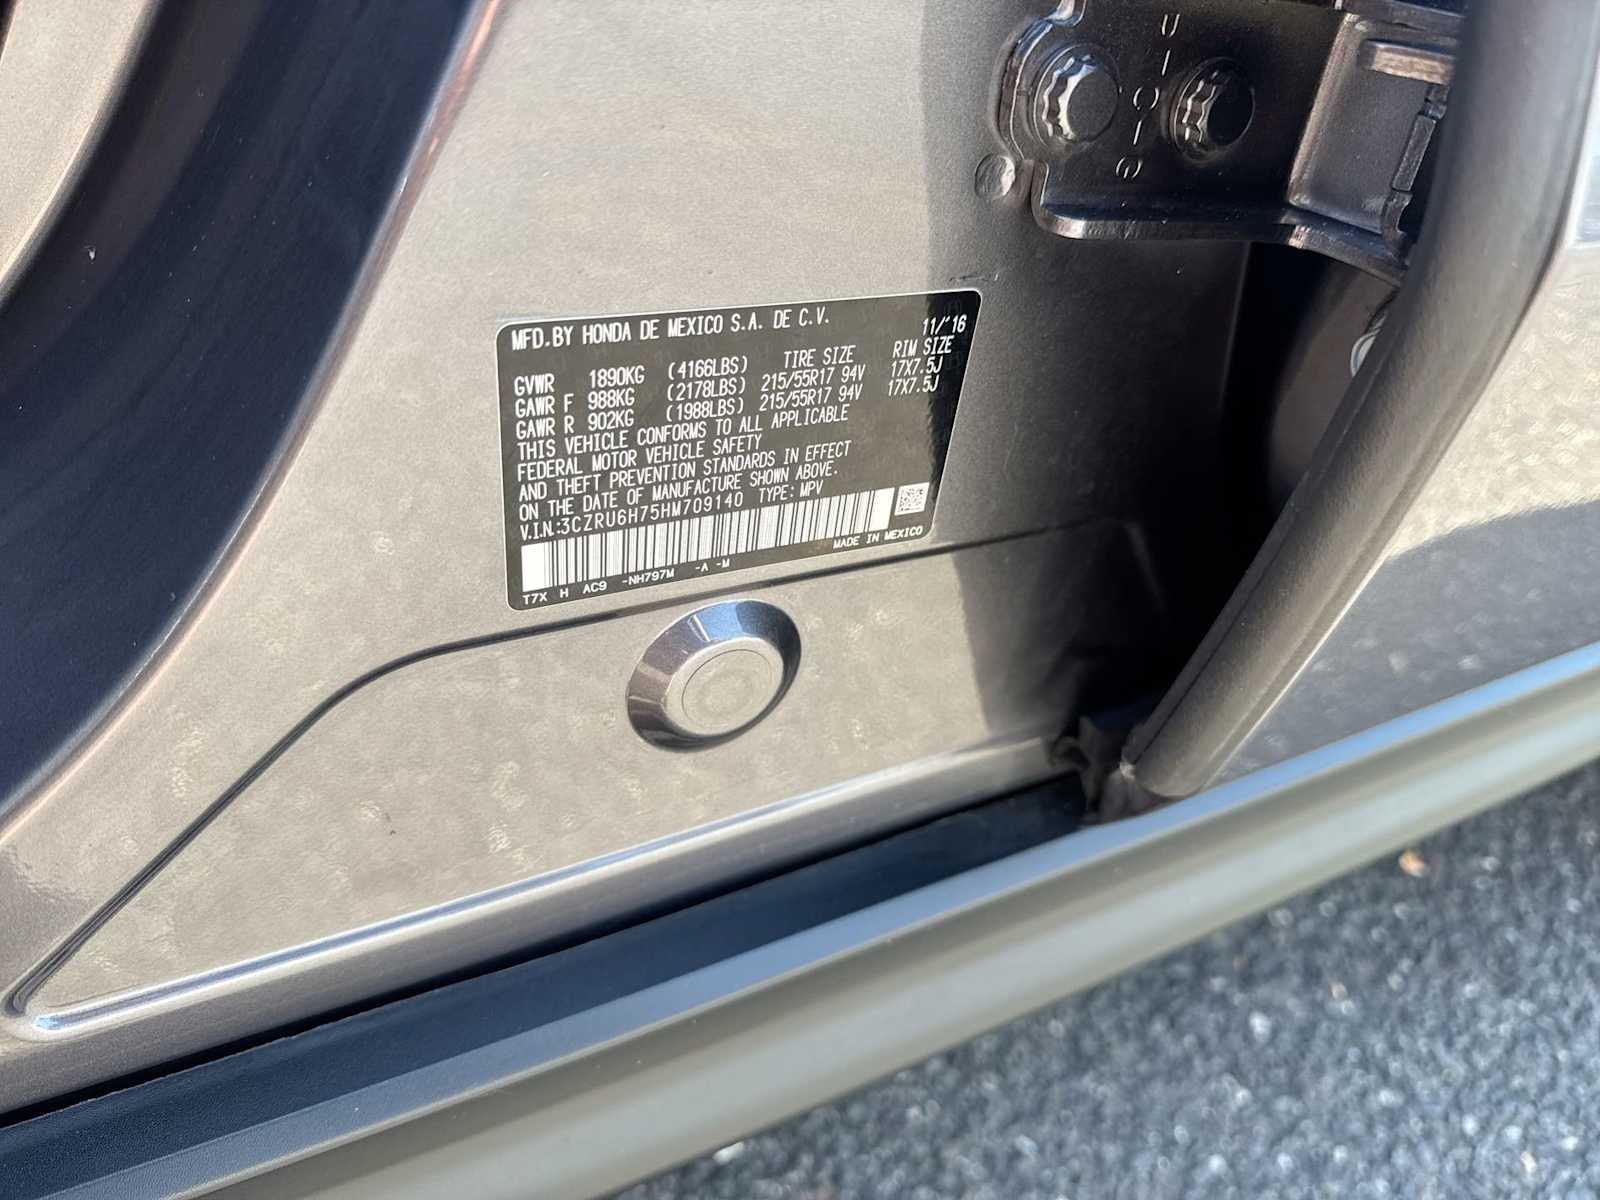 MFD.BY HONDA DE MEXICO S.A. DE C.V. 11/'16
TIRE SIZE RIM SIZE
GVWR 1890KG (4166LBS)
GAWR F 988KG (2178LBS) 215/55R17 94V 17X7.5J
GAWR R 902KG (1988LBS) 215/55R17 94V 17X7.5J
THIS VEHICLE CONFORMS TO ALL APPLICABLE
FEDERAL MOTOR VEHICLE SAFETY
AND THEFT PREVENTION STANDARDS IN EFFECT
ON THE DATE OF MANUFACTURE SHOWN ABOVE.
V.I.N.:3CZRU6H75HM709140 TYPE: MPV
MADE IN MEXICO
T7X H AC9 -NH797M -A -M